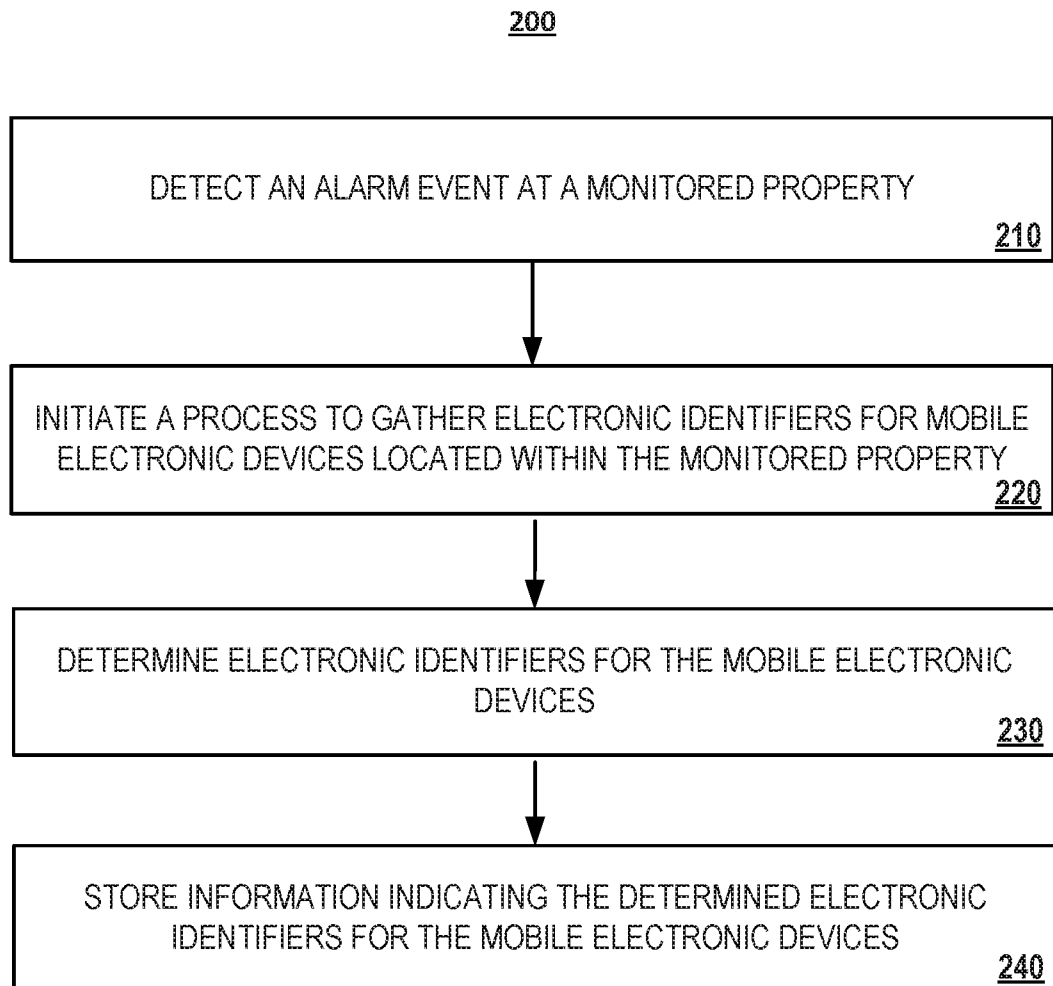 200
DETECT AN ALARM EVENT AT A MONITORED PROPERTY
210
INITIATE A PROCESS TO GATHER ELECTRONIC IDENTIFIERS FOR MOBILE
ELECTRONIC DEVICES LOCATED WITHIN THE MONITORED PROPERTY
220
DETERMINE ELECTRONIC IDENTIFIERS FOR THE MOBILE ELECTRONIC
DEVICES
230
STORE INFORMATION INDICATING THE DETERMINED ELECTRONIC
IDENTIFIERS FOR THE MOBILE ELECTRONIC DEVICES
240